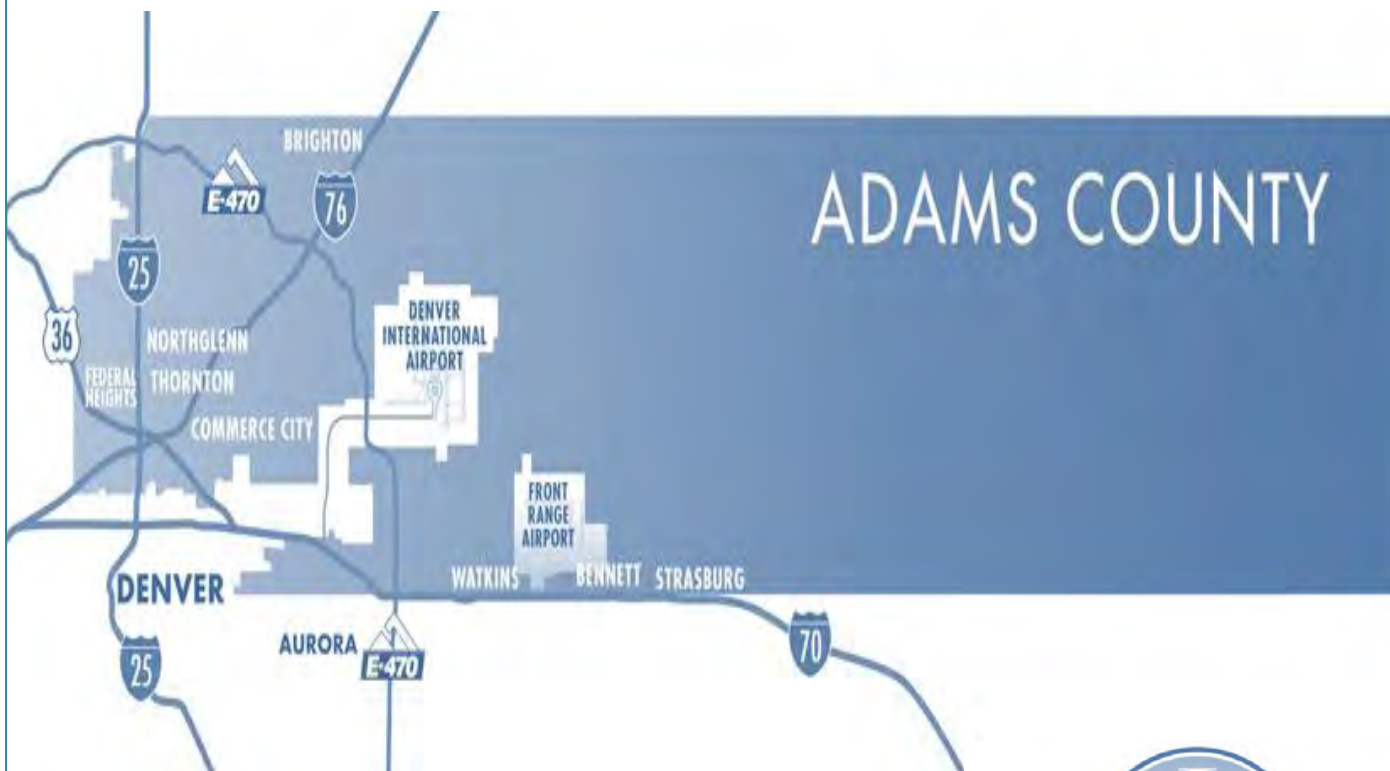 BRIGHTON
ADAMS COUNTY
E-470
76
25
DENVER
INTERNATIONAL
AIRPORT
36
NORTHGLENN
FEDERAL
HEIGHTS
THORNTON
COMMERCE CITY
FRONT
RANGE
AIRPORT
WATKINS
BENNETT
STRASBURG
DENVER
AURORA
E-470
70
25